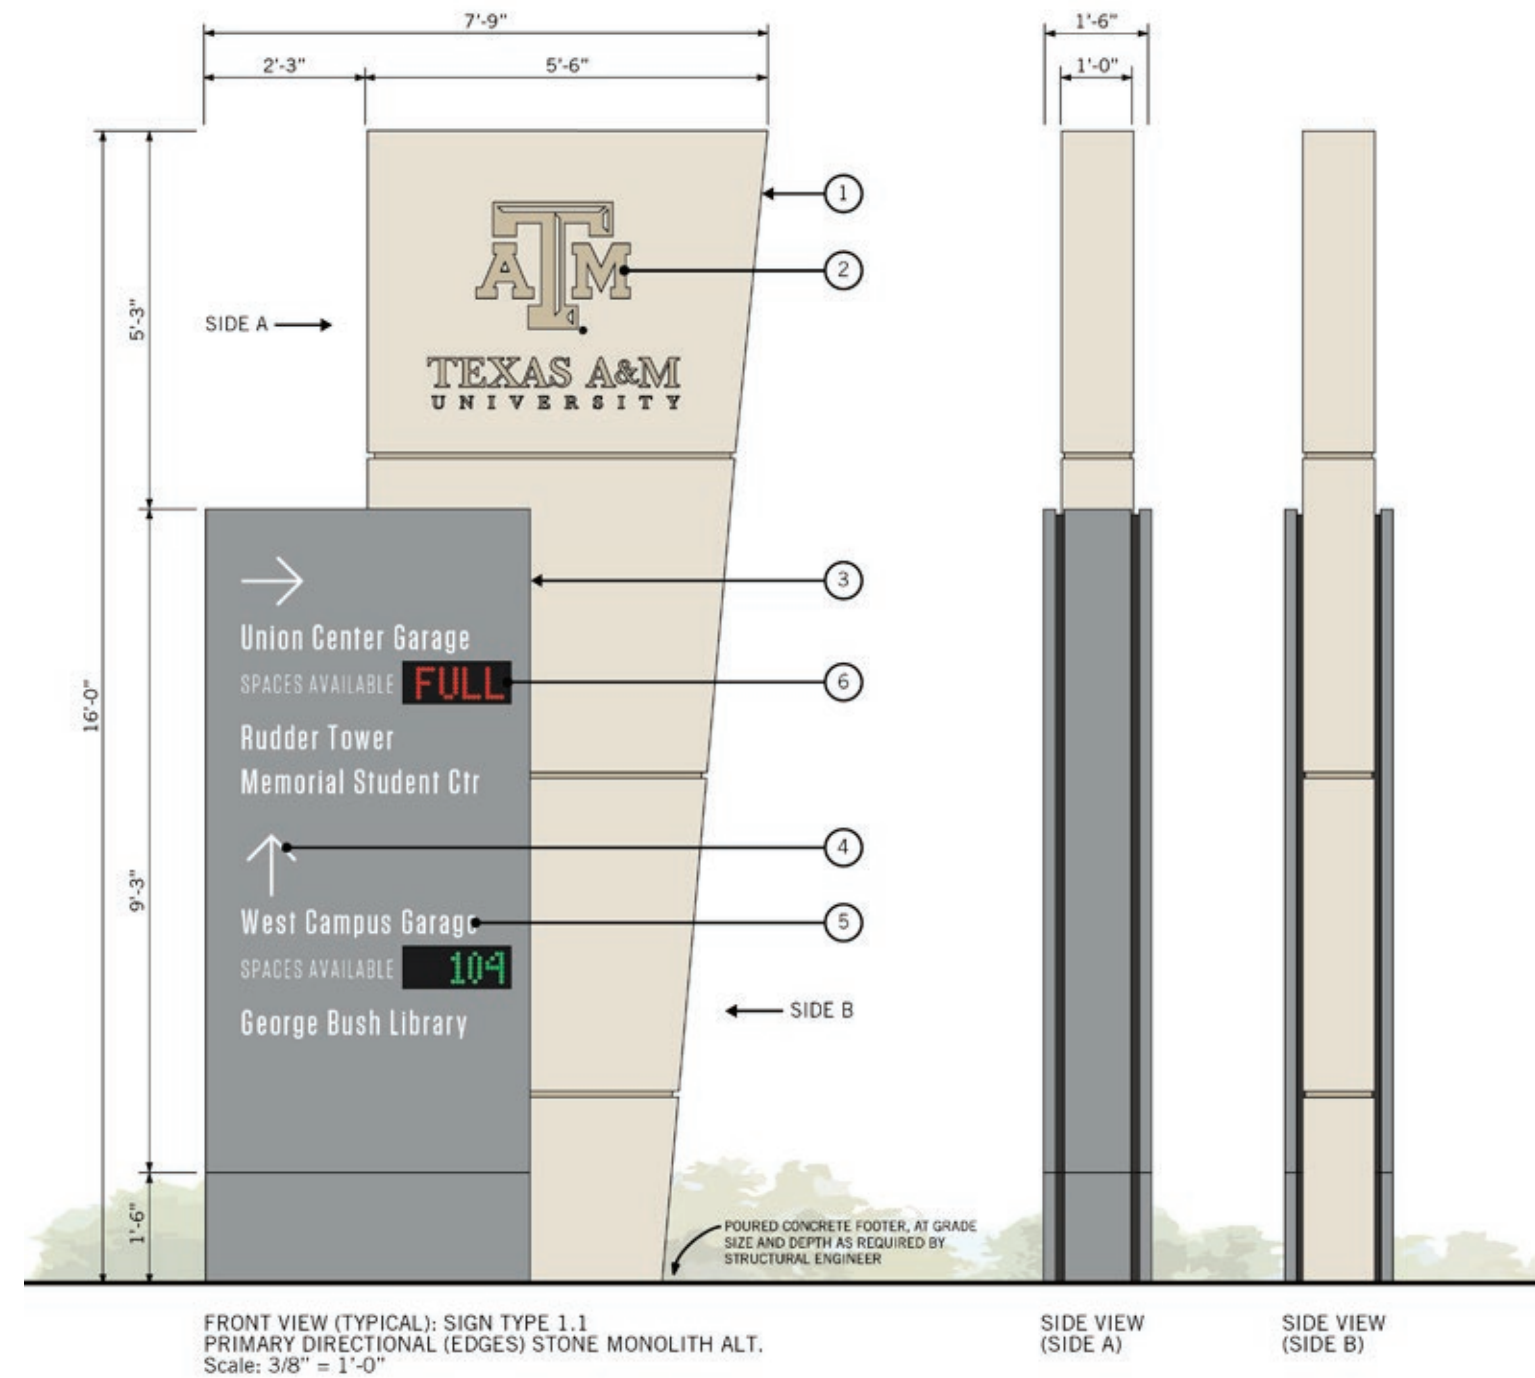 7'-9"
1'-6"
2'-3"
5'-6"
1'-0"
1
ATM
2
5'-3"
SIDE A
TEXAS A&M
UNIVERSITY
3
Union Center Garage
SPACES AVAILABLE FULL
6
16'-0"
Rudder Tower
Memorial Student Ctr
4
9'-3"
West Campus Garage
5
SPACES AVAILABLE 104
SIDE B
George Bush Library
1'-6"
POURED CONCRETE FOOTER, AT GRADE
SIZE AND DEPTH AS REQUIRED BY
STRUCTURAL ENGINEER
FRONT VIEW (TYPICAL): SIGN TYPE 1.1
PRIMARY DIRECTIONAL (EDGES) STONE MONOLITH ALT.
Scale: 3/8" = 1'-0"
SIDE VIEW
(SIDE A)
SIDE VIEW
(SIDE B)